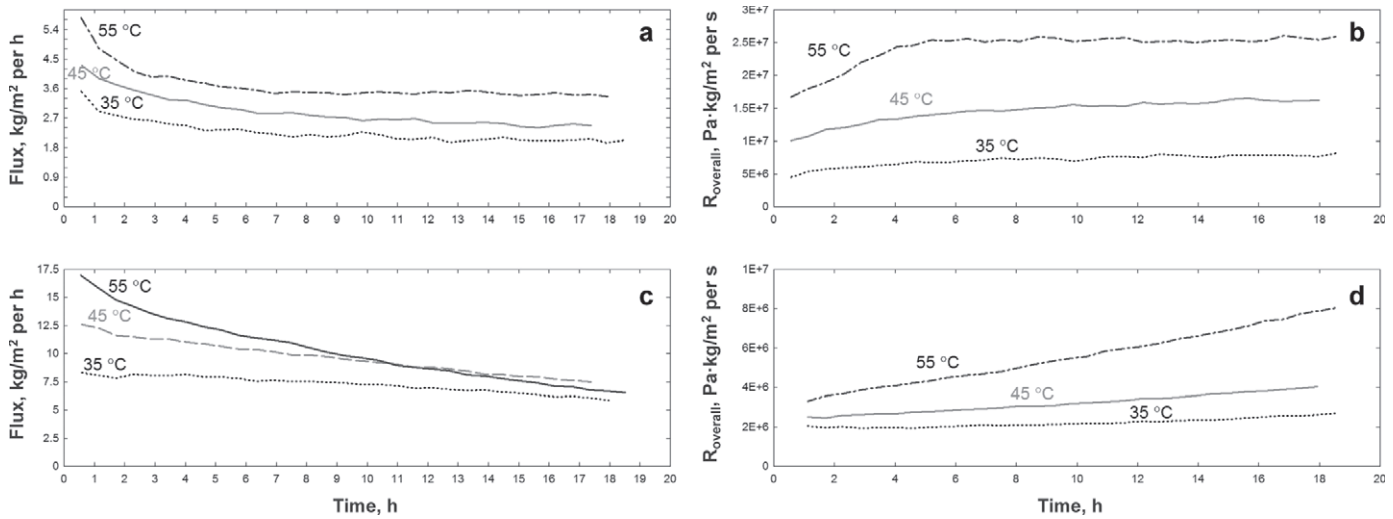 a
Flux, kg/m² per h
5.4
4.5
3.6
2.7
1.8
0.9
0
55 °C
45 °C
35 °C
0 1 2 3 4 5 6 7 8 9 10 11 12 13 14 15 16 17 18 19 20
b
Roverall, Pa·kg/m² per s
3E+7
2.5E+7
2E+7
1.5E+7
1E+7
5E+6
0
55 °C
45 °C
35 °C
0 2 4 6 8 10 12 14 16 18 20
c
Flux, kg/m² per h
17.5
15
12.5
10
7.5
5
2.5
0
55 °C
45 °C
35 °C
0 1 2 3 4 5 6 7 8 9 10 11 12 13 14 15 16 17 18 19 20
Time, h
d
Roverall, Pa·kg/m² per s
1E+7
8E+6
6E+6
4E+6
2E+6
0
55 °C
45 °C
35 °C
0 2 4 6 8 10 12 14 16 18 20
Time, h